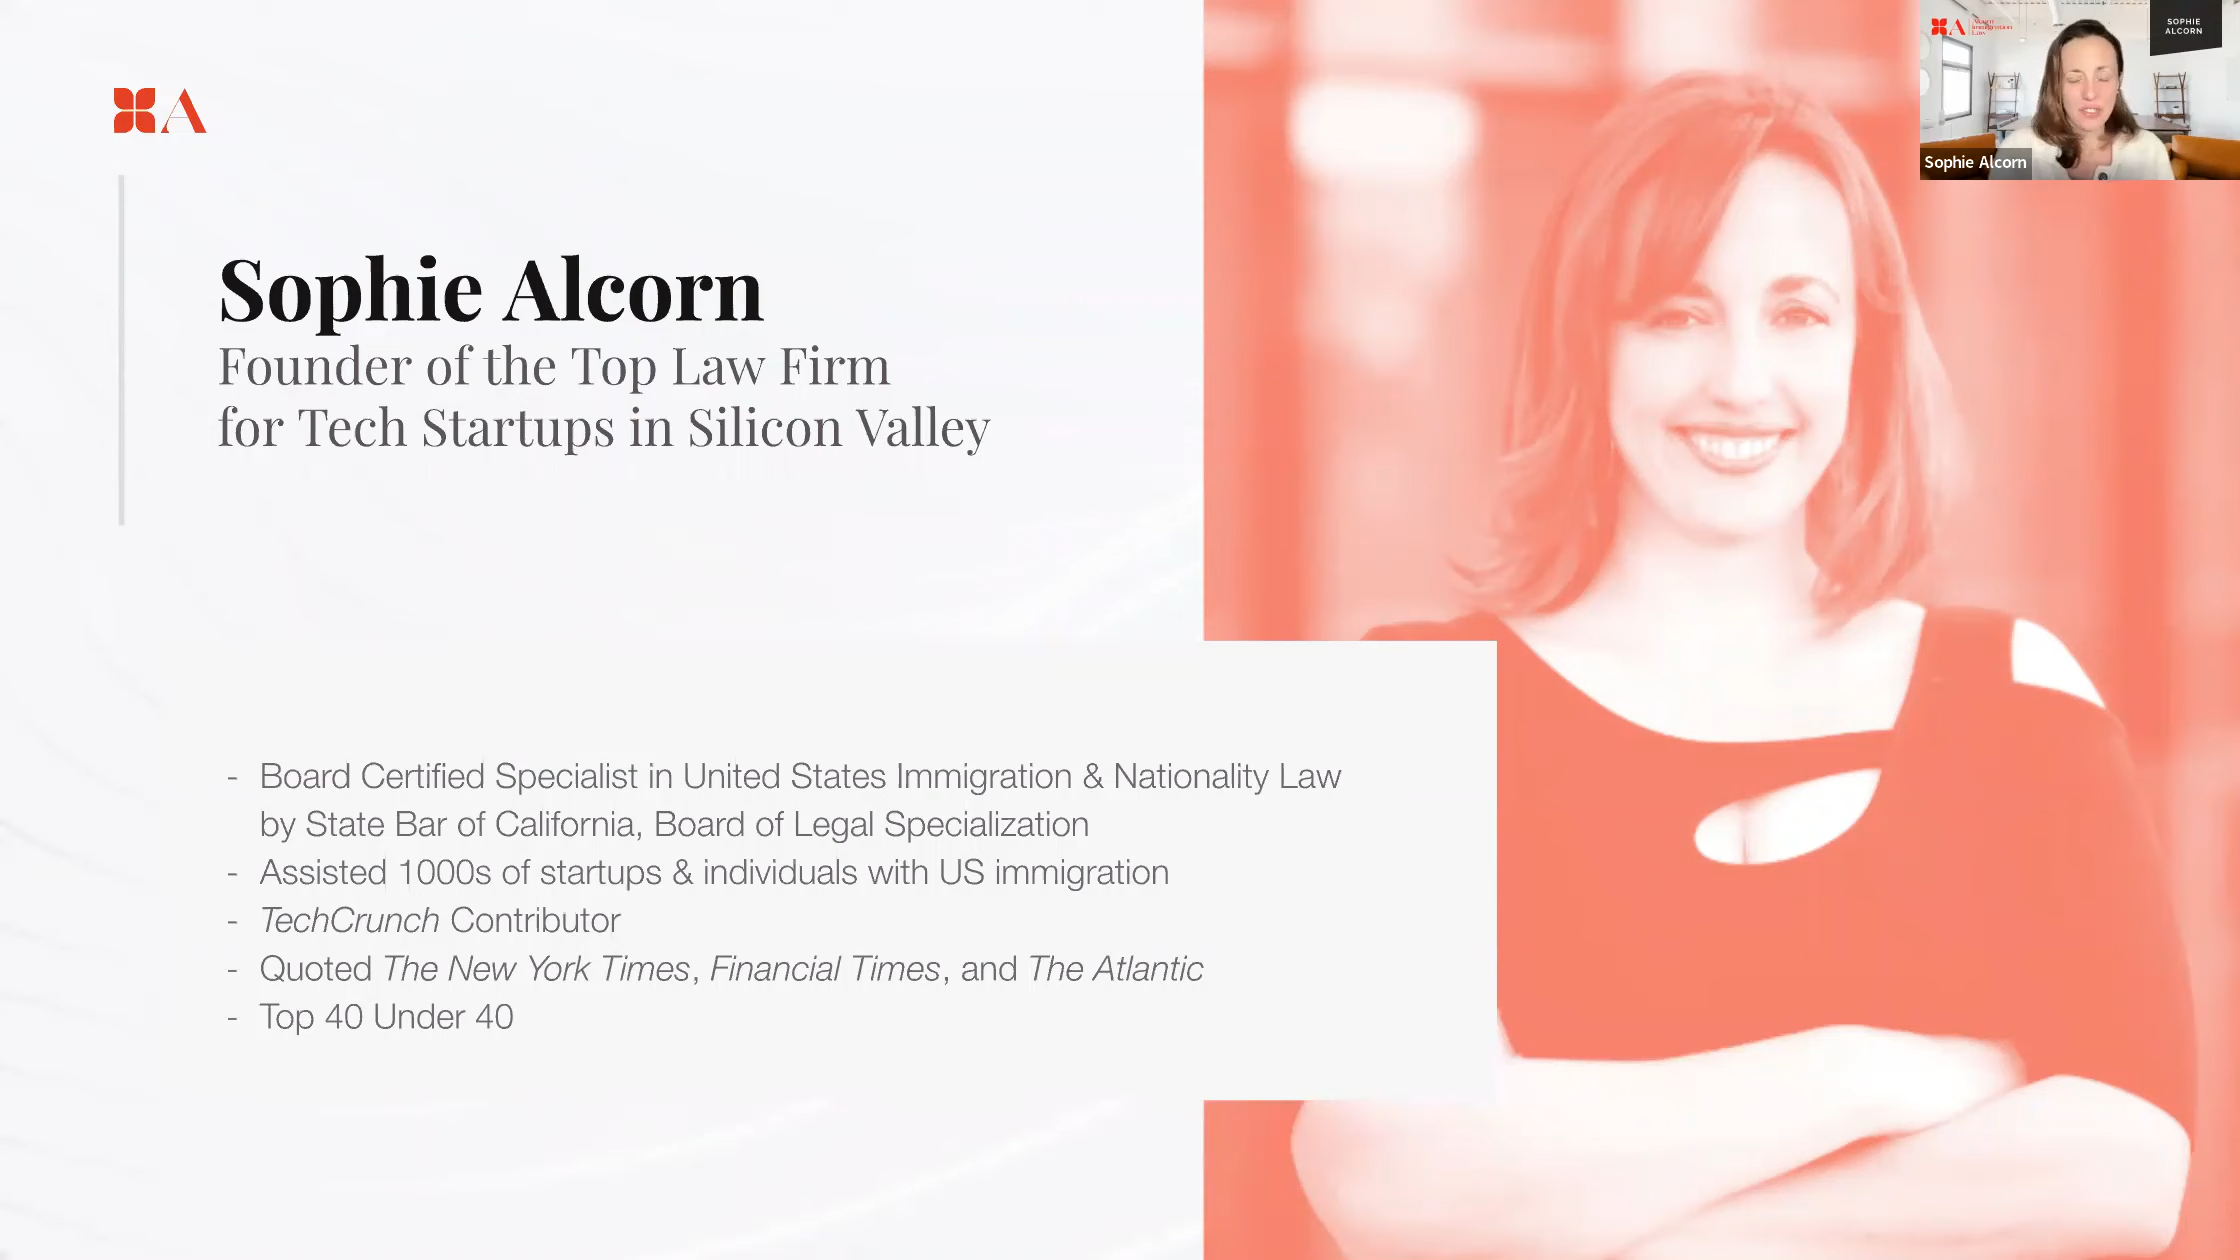 A
Sophie Alcorn
Founder of the Top Law Firm
for Tech Startups in Silicon Valley
- Board Certified Specialist in United States Immigration & Nationality Law
by State Bar of California, Board of Legal Specialization
- Assisted 1000s of startups & individuals with US immigration
- TechCrunch Contributor
- Quoted The New York Times, Financial Times, and The Atlantic
- Top 40 Under 40
A
Alcorn
Immigration
Law
SOPHIE
ALCORN
Sophie Alcorn